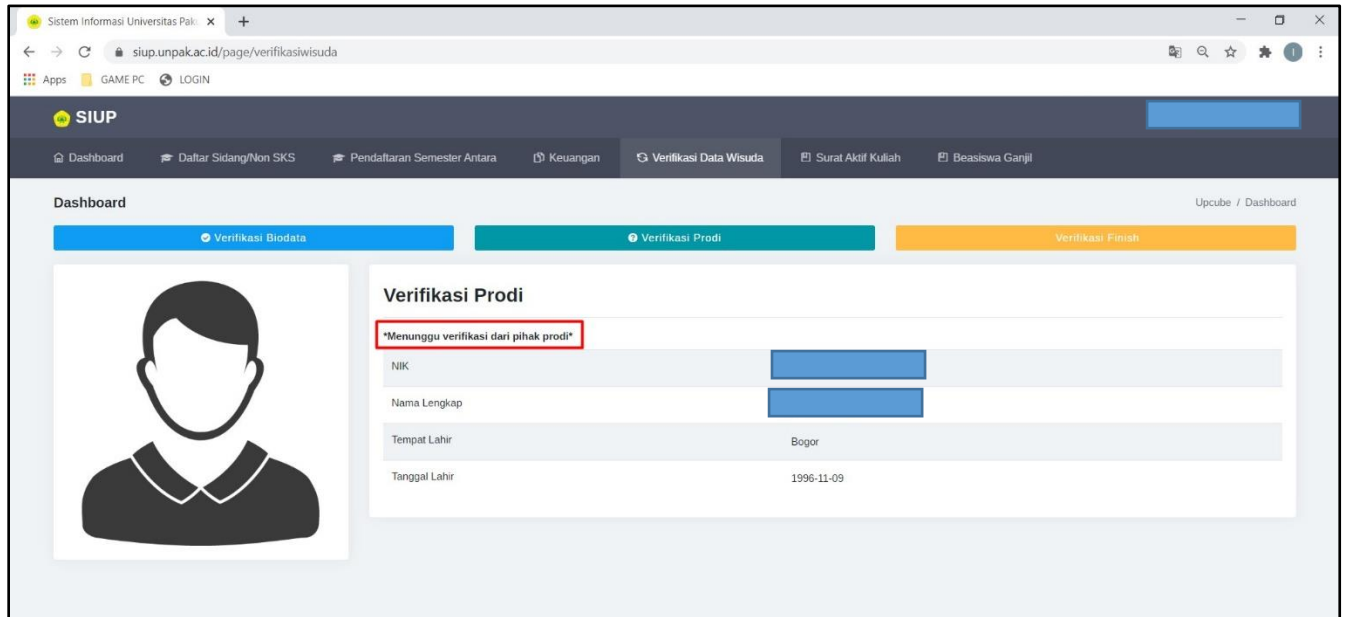 Sistem Informasi Universitas Pak
siup.unpak.ac.id/page/verifikasiwisuda
Apps GAME PC LOGIN
I
SIUP
Dashboard Daftar Sidang/Non SKS Pendaftaran Semester Antara Keuangan Verifikasi Data Wisuda Surat Aktif Kuliah Beasiswa Ganjil
Dashboard Upcube / Dashboard
Verifikasi Biodata Verifikasi Prodi Verifikasi Finish
Verifikasi Prodi
*Menunggu verifikasi dari pihak prodi*
NIK
Nama Lengkap
Tempat Lahir Bogor
Tanggal Lahir 1996-11-09